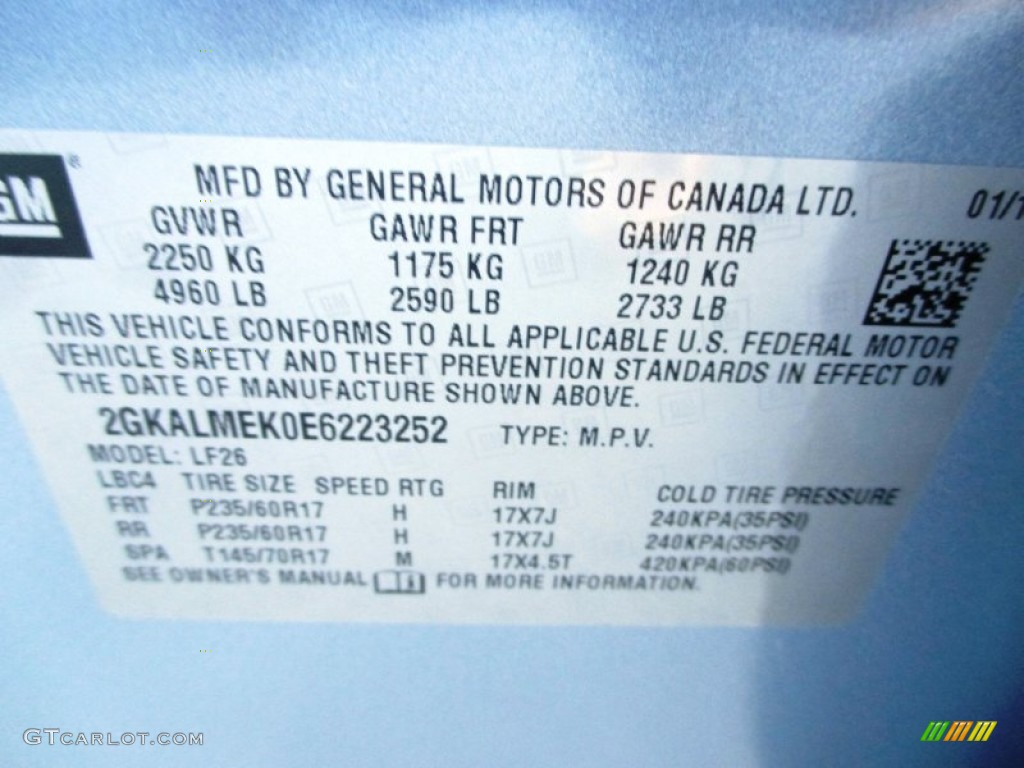 GM ®
MFD BY GENERAL MOTORS OF CANADA LTD. 01/1
GVWR GAWR FRT GAWR RR
2250 KG 1175 KG 1240 KG
4960 LB 2590 LB 2733 LB
THIS VEHICLE CONFORMS TO ALL APPLICABLE U.S. FEDERAL MOTOR
VEHICLE SAFETY AND THEFT PREVENTION STANDARDS IN EFFECT ON
THE DATE OF MANUFACTURE SHOWN ABOVE.
2GKALMEK0E6223252 TYPE: M.P.V.
MODEL: LF26
LBC4 TIRE SIZE SPEED RTG RIM COLD TIRE PRESSURE
FRT P235/60R17 H 17X7J 240KPA(35PSI)
RR P235/60R17 H 17X7J 240KPA(35PSI)
SPA T145/70R17 M 17X4.5T 420KPA(60PSI)
SEE OWNER'S MANUAL FOR MORE INFORMATION.
GTCARLOT.COM